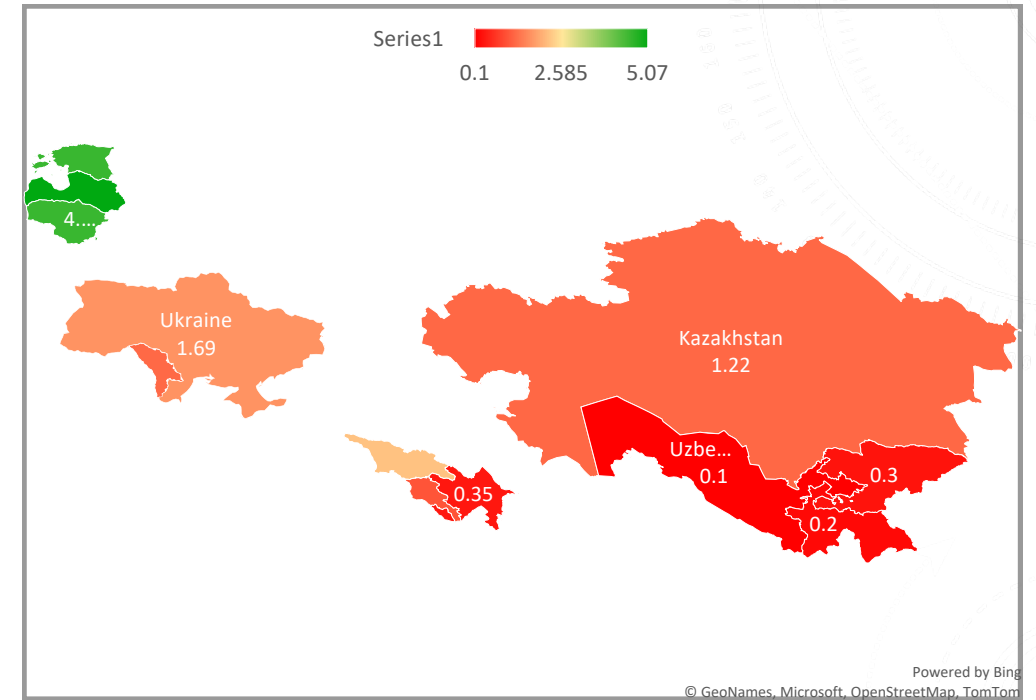 Series1
0.1 2.585 5.07
4....
Ukraine
1.69
Kazakhstan
1.22
Uzbe...
0.1
0.3
0.35
0.2
Powered by Bing
© GeoNames, Microsoft, OpenStreetMap, TomTom